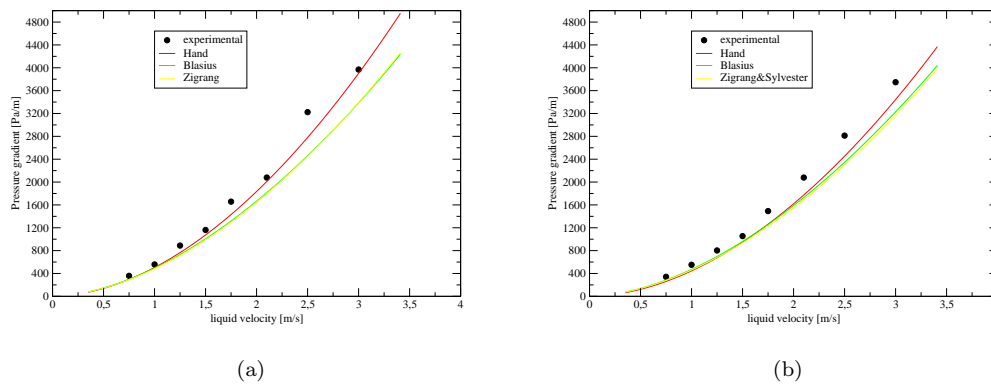 4800
4400
4000
3600
3200
2800
2400
2000
1600
1200
800
400
0
Pressure gradient [Pa/m]
experimental
Hand
Blasius
Zigrang
0 0,5 1 1,5 2 2,5 3 3,5 4
liquid velocity [m/s]
(a)
4800
4400
4000
3600
3200
2800
2400
2000
1600
1200
800
400
0
Pressure gradient [Pa/m]
experimental
Hand
Blasius
Zigrang&Sylvester
0 0,5 1 1,5 2 2,5 3 3,5
liquid velocity [m/s]
(b)